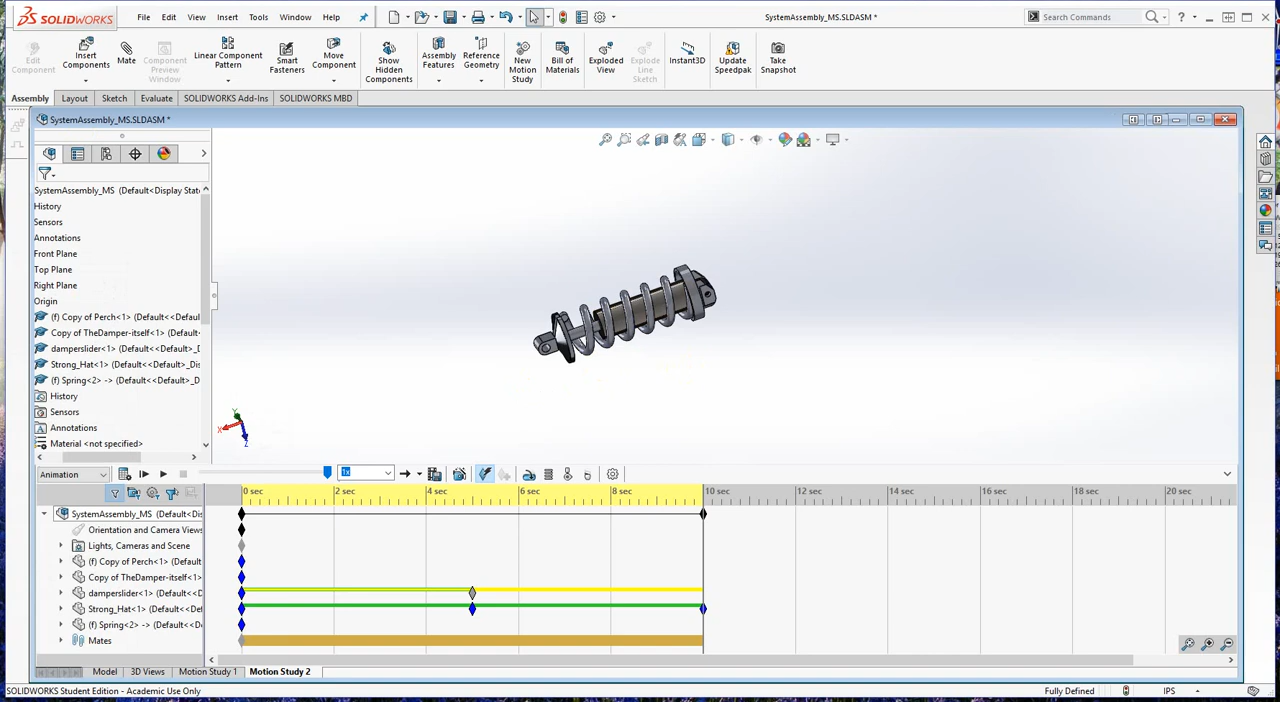 SOLIDWORKS File Edit View Insert Tools Window Help SystemAssembly_MS.SLDASM * Search Commands ?
Edit Component
Insert Components
Mate
Component Preview Window
Linear Component Pattern
Smart Fasteners
Move Component
Show Hidden Components
Assembly Features
Reference Geometry
New Motion Study
Bill of Materials
Exploded View
Explode Line Sketch
Instant3D
Update Speedpak
Take Snapshot
Assembly Layout Sketch Evaluate SOLIDWORKS Add-Ins SOLIDWORKS MBD
SystemAssembly_MS.SLDASM *
SystemAssembly_MS (Default<Display Stat
History
Sensors
Annotations
Front Plane
Top Plane
Right Plane
Origin
(f) Copy of Perch<1> (Default<<Defaul
Copy of TheDamper-itself<1> (Default
damperslider<1> (Default<<Default>_D
Strong_Hat<1> (Default<<Default>_Dis
(f) Spring<2> -> (Default<<Default>_D
History
Sensors
Annotations
Material <not specified>
Y
X
Z
Animation 1x
0 sec 2 sec 4 sec 6 sec 8 sec 10 sec 12 sec 14 sec 16 sec 18 sec 20 sec
SystemAssembly_MS (Default<Dis
Orientation and Camera Views
Lights, Cameras and Scene
(f) Copy of Perch<1> (Default
Copy of TheDamper-itself<1>
damperslider<1> (Default<<D
Strong_Hat<1> (Default<<De
(f) Spring<2> -> (Default<<De
Mates
Model 3D Views Motion Study 1 Motion Study 2
SOLIDWORKS Student Edition - Academic Use Only Fully Defined IPS